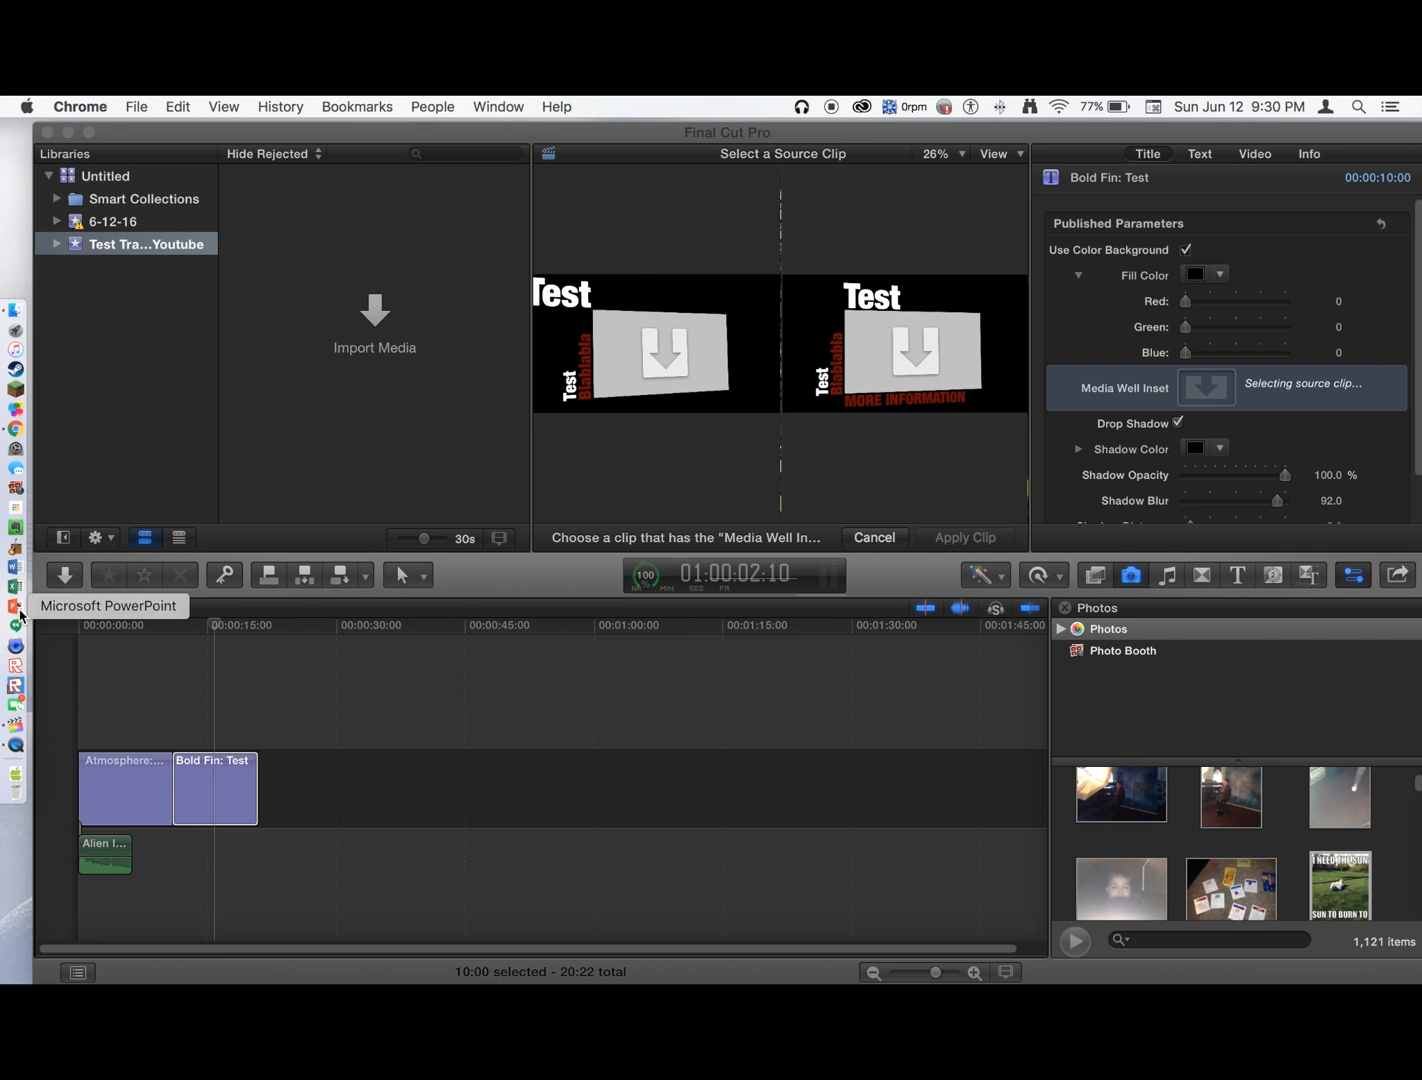 Chrome File Edit View History Bookmarks People Window Help 0rpm 77% Sun Jun 12 9:30 PM
Final Cut Pro
Libraries Hide Rejected Select a Source Clip 26% View Title Text Video Info
Untitled
Smart Collections
6-12-16
Test Tra...Youtube
Import Media
Test
Test
Blablabla
Test
Test
Blablabla
MORE INFORMATION
Bold Fin: Test 00:00:10:00
Published Parameters
Use Color Background
Fill Color
Red: 0
Green: 0
Blue: 0
Media Well Inset Selecting source clip...
Drop Shadow
Shadow Color
Shadow Opacity 100.0 %
Shadow Blur 92.0
30s Choose a clip that has the "Media Well In... Cancel Apply Clip
100 % 01:00:02:10
HR MIN SEC FR
Microsoft PowerPoint
00:00:00:00 00:00:15:00 00:00:30:00 00:00:45:00 00:01:00:00 00:01:15:00 00:01:30:00 00:01:45:00
Atmosphere:... Bold Fin: Test
Alien I...
Photos
Photos
Photo Booth
I NEED THE SUN
SUN TO BURN TO
1,121 items
10:00 selected - 20:22 total